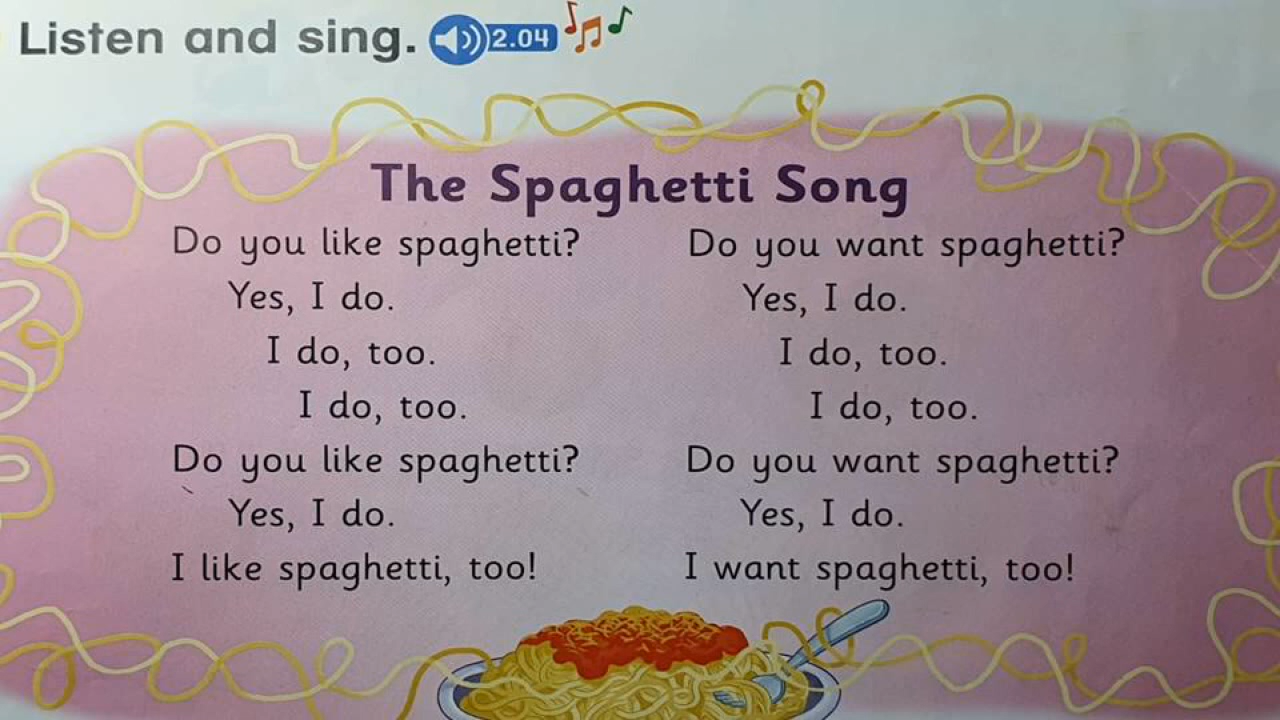 Listen and sing. 2.04
The Spaghetti Song
Do you like spaghetti?
Yes, I do.
I do, too.
I do, too.
Do you like spaghetti?
Yes, I do.
I like spaghetti, too!
Do you want spaghetti?
Yes, I do.
I do, too.
I do, too.
Do you want spaghetti?
Yes, I do.
I want spaghetti, too!